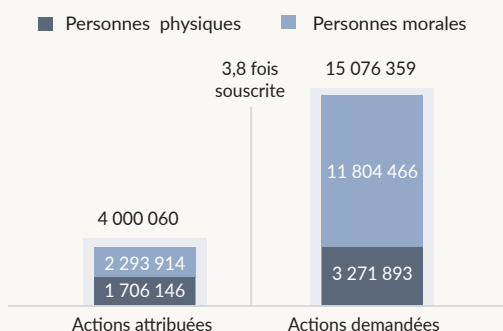 Personnes physiques
Personnes morales
3,8 fois
souscrite
15 076 359
11 804 466
4 000 060
2 293 914
3 271 893
1 706 146
Actions attribuées
Actions demandées